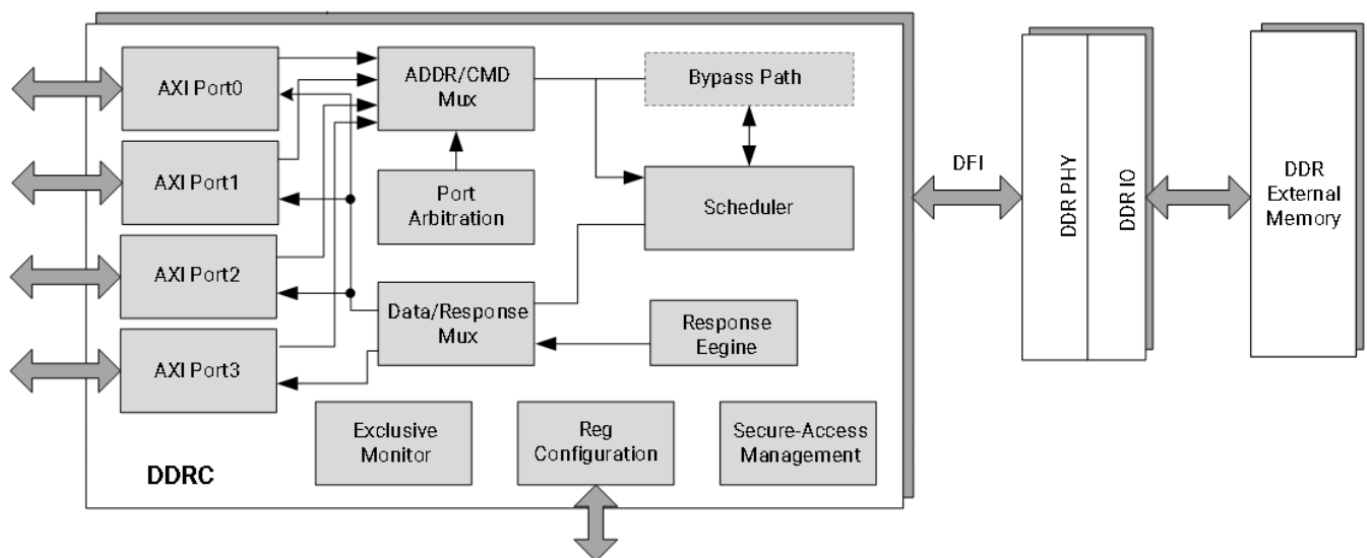 AXI Port0
ADDR/CMD
Mux
Bypass Path
AXI Port1
Port
Arbitration
Scheduler
DFI
DDR PHY
DDR IO
DDR
External
Memory
AXI Port2
Data/Response
Mux
Response
Eegine
AXI Port3
Exclusive
Monitor
Reg
Configuration
Secure-Access
Management
DDRC